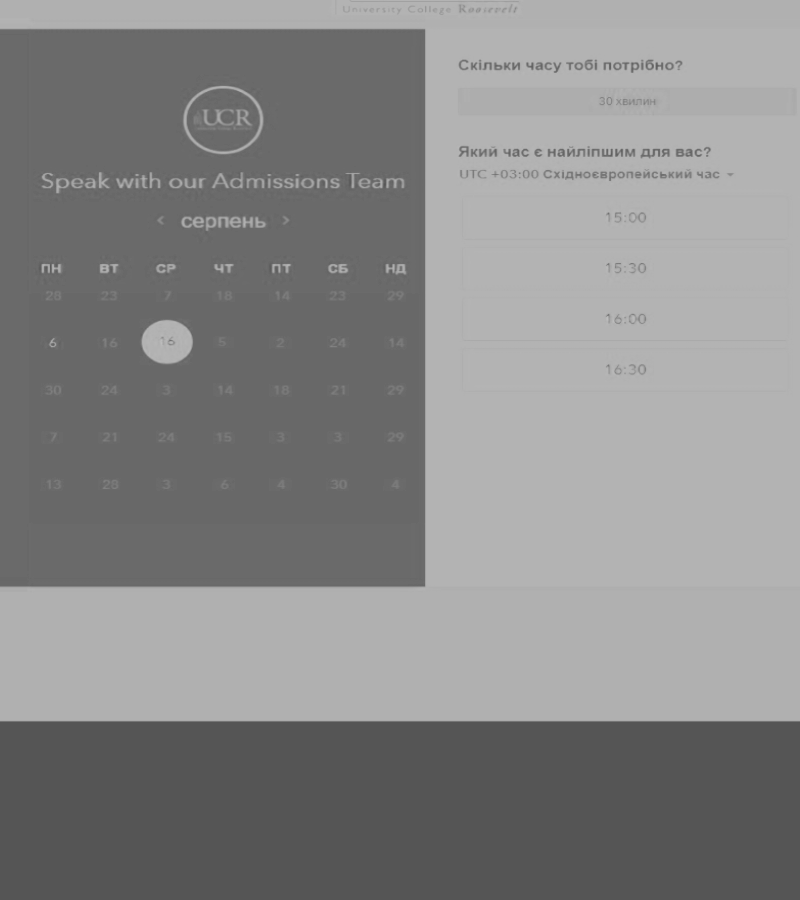 University College Roosevelt
UCR
Speak with our Admissions Team
‹ серпень ›
ПН ВТ СР ЧТ ПТ СБ НД
28 23 7 18 14 23 29
6 16 16 5 2 24 14
30 24 3 14 18 21 29
7 21 24 15 3 3 29
13 28 3 6 4 30 4
Скільки часу тобі потрібно?
30 хвилин
Який час є найліпшим для вас?
UTC +03:00 Східноєвропейський час
15:00
15:30
16:00
16:30